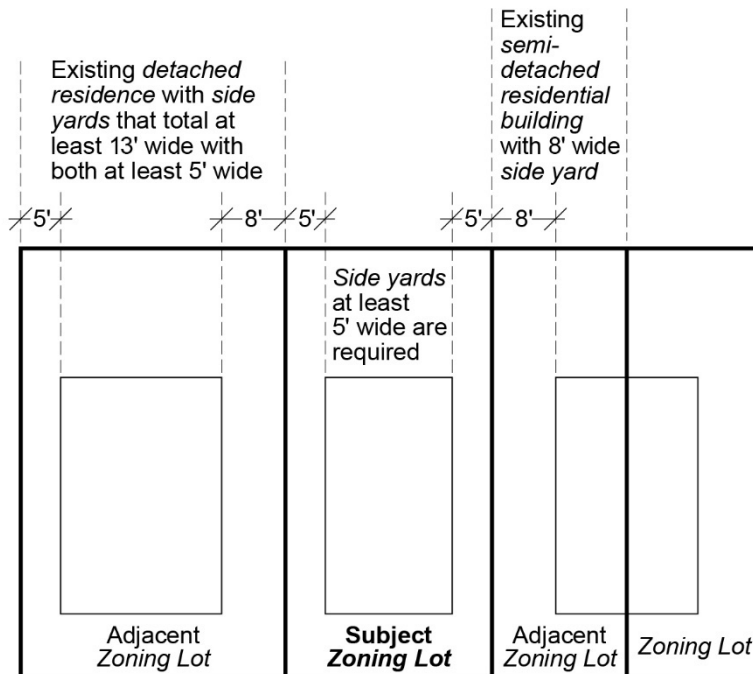 Existing detached
residence with side
yards that total at
least 13' wide with
both at least 5' wide
Existing
semi-
detached
residential
building
with 8' wide
side yard
5'
8'
5'
5'
8'
Side yards
at least
5' wide are
required
Adjacent
Zoning Lot
Subject
Zoning Lot
Adjacent
Zoning Lot
Zoning Lot